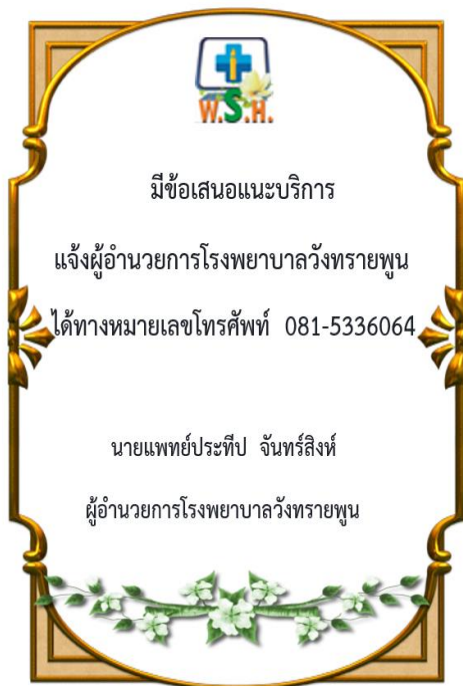 W.S.H.
มีข้อเสนอแนะบริการ
แจ้งผู้อำนวยการโรงพยาบาลวังทรายพูน
ได้ทางหมายเลขโทรศัพท์ 081-5336064
นายแพทย์ประทีป จันทร์สิงห์
ผู้อำนวยการโรงพยาบาลวังทรายพูน